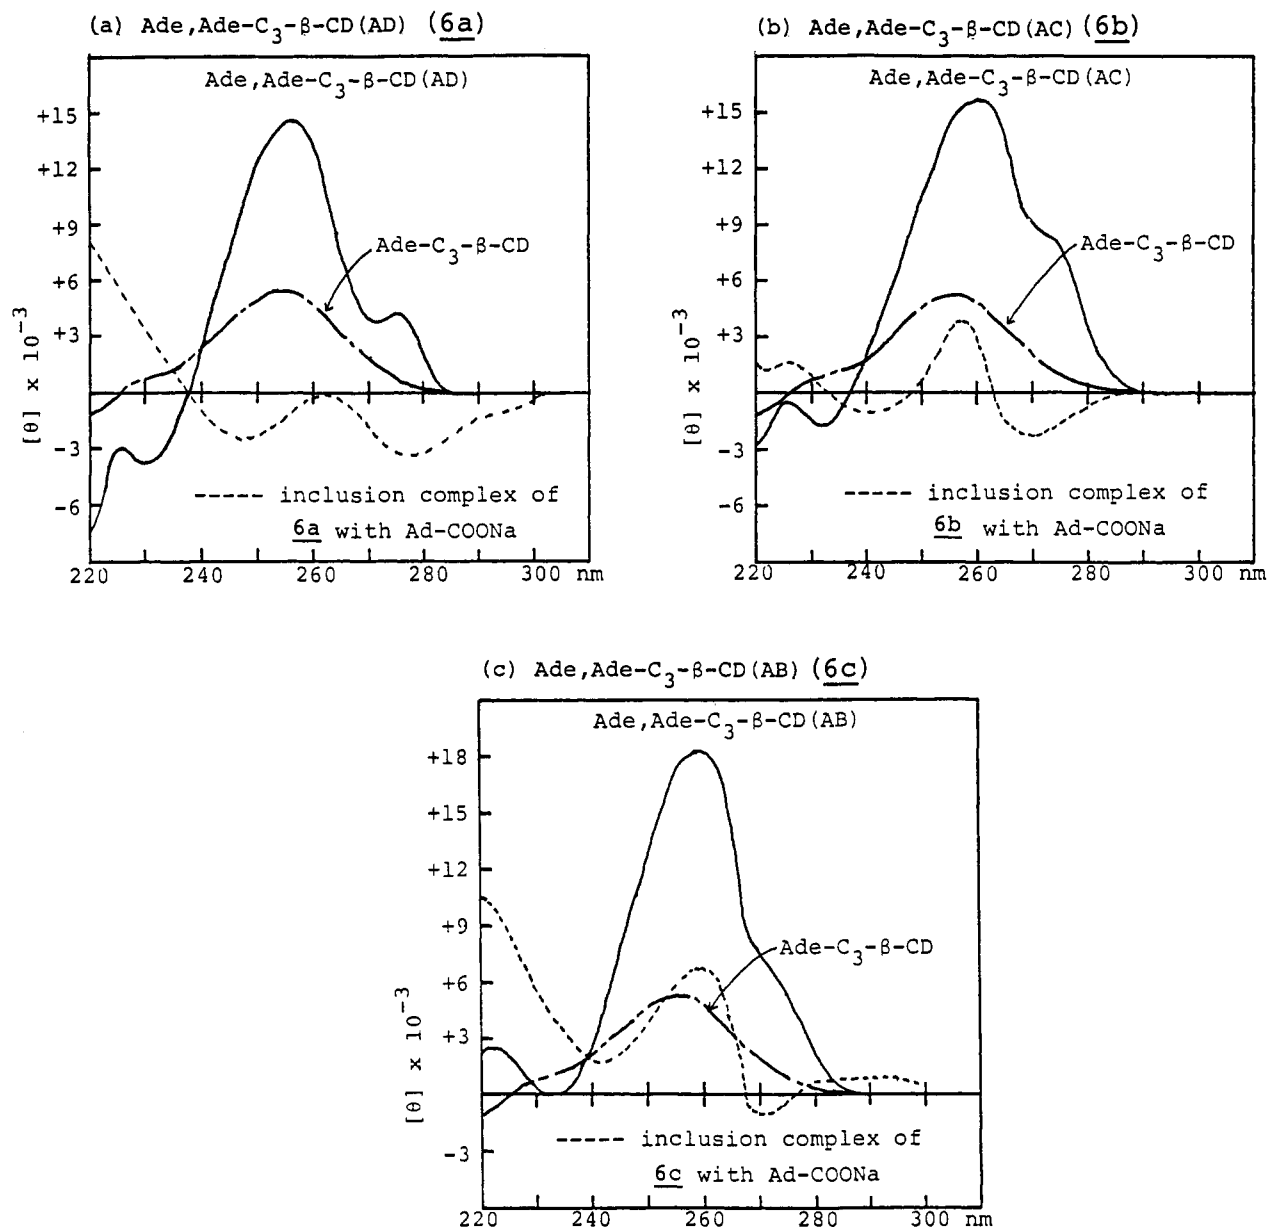 (a) Ade,Ade-C3-β-CD(AD) (6a)
Ade,Ade-C3-β-CD(AD)
+15
+12
+9
+6
+3
-3
-6
[θ] x 10-3
Ade-C3-β-CD
inclusion complex of
6a with Ad-COONa
220 240 260 280 300 nm
(b) Ade,Ade-C3-β-CD(AC) (6b)
Ade,Ade-C3-β-CD(AC)
+15
+12
+9
+6
+3
-3
-6
[θ] x 10-3
Ade-C3-β-CD
inclusion complex of
6b with Ad-COONa
220 240 260 280 300 nm
(c) Ade,Ade-C3-β-CD(AB) (6c)
Ade,Ade-C3-β-CD(AB)
+18
+15
+12
+9
+6
+3
-3
[θ] x 10-3
Ade-C3-β-CD
inclusion complex of
6c with Ad-COONa
220 240 260 280 300 nm